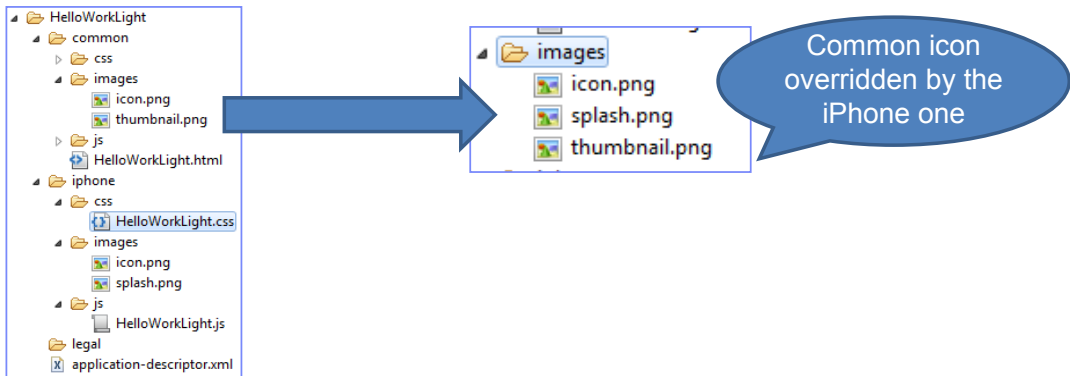 HelloWorkLight
common
css
images
icon.png
thumbnail.png
js
HelloWorkLight.html
iphone
css
HelloWorkLight.css
images
icon.png
splash.png
js
HelloWorkLight.js
legal
application-descriptor.xml
images
icon.png
splash.png
thumbnail.png
Common icon
overridden by the
iPhone one